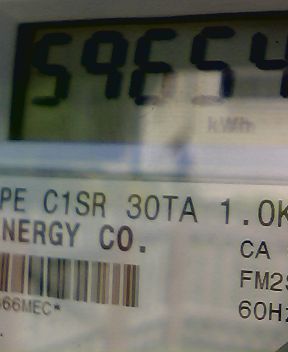 59654
kWh
PE C1SR 30TA 1.0K
NERGY CO.
CA
FM2S
66MEC*
60Hz